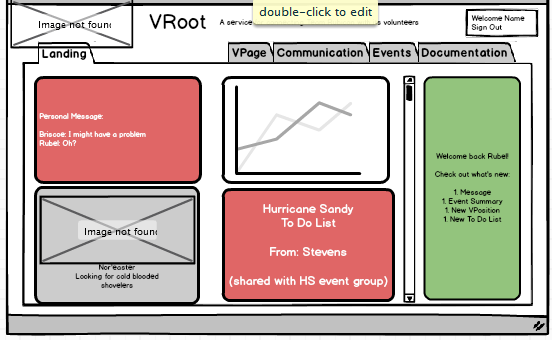 double-click to edit
Image not foun
VRoot
A service
s volunteers
Welcome Name
Sign Out
Landing
VPage
Communication
Events
Documentation
Personal Message:
Briscoe: I might have a problem
Rubel: Oh?
Welcome back Rubel!
Check out what's new:
1. Message
1. Event Summary
1. New VPosition
1. New To Do List
Image not foun
Nor'easter
Looking for cold blooded
shovelers
Hurricane Sandy
To Do List
From: Stevens
(shared with HS event group)